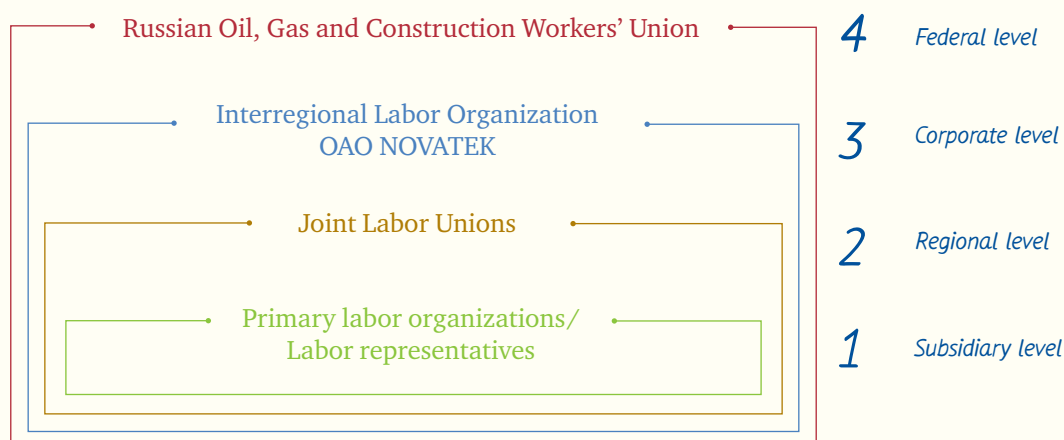 Russian Oil, Gas and Construction Workers’ Union
4 Federal level
Interregional Labor Organization
OAO NOVATEK
3 Corporate level
Joint Labor Unions
2 Regional level
Primary labor organizations/
Labor representatives
1 Subsidiary level